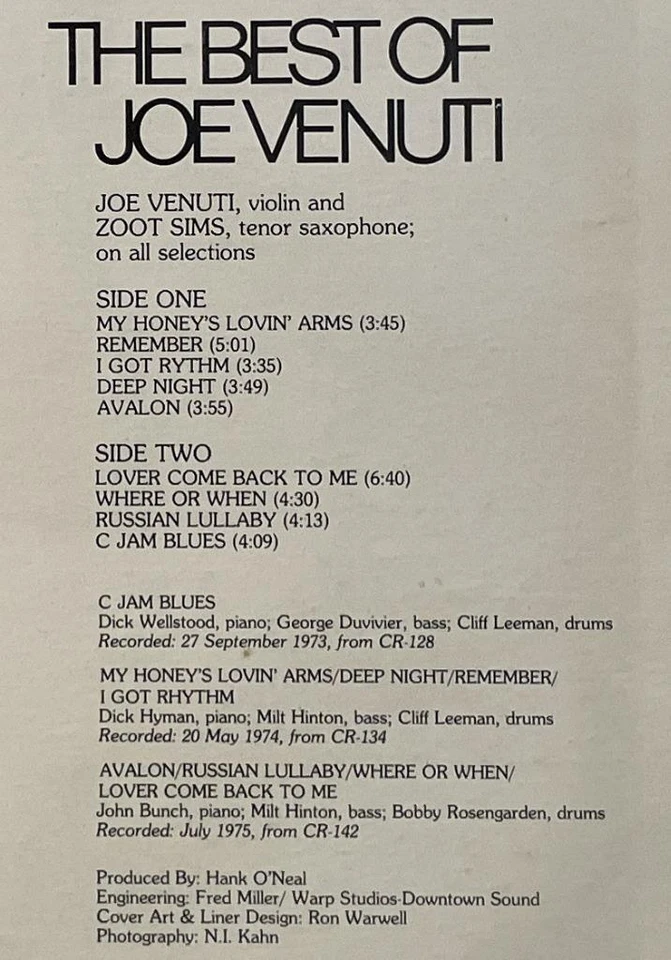 THE BEST OF
JOE VENUTI
JOE VENUTI, violin and
ZOOT SIMS, tenor saxophone;
on all selections
SIDE ONE
MY HONEY'S LOVIN' ARMS (3:45)
REMEMBER (5:01)
I GOT RYTHM (3:35)
DEEP NIGHT (3:49)
AVALON (3:55)
SIDE TWO
LOVER COME BACK TO ME (6:40)
WHERE OR WHEN (4:30)
RUSSIAN LULLABY (4:13)
C JAM BLUES (4:09)
C JAM BLUES
Dick Wellstood, piano; George Duvivier, bass; Cliff Leeman, drums
Recorded: 27 September 1973, from CR-128
MY HONEY'S LOVIN' ARMS/DEEP NIGHT/REMEMBER/
I GOT RHYTHM
Dick Hyman, piano; Milt Hinton, bass; Cliff Leeman, drums
Recorded: 20 May 1974, from CR-134
AVALON/RUSSIAN LULLABY/WHERE OR WHEN/
LOVER COME BACK TO ME
John Bunch, piano; Milt Hinton, bass; Bobby Rosengarden, drums
Recorded: July 1975, from CR-142
Produced By: Hank O'Neal
Engineering: Fred Miller/ Warp Studios-Downtown Sound
Cover Art & Liner Design: Ron Warwell
Photography: N.I. Kahn